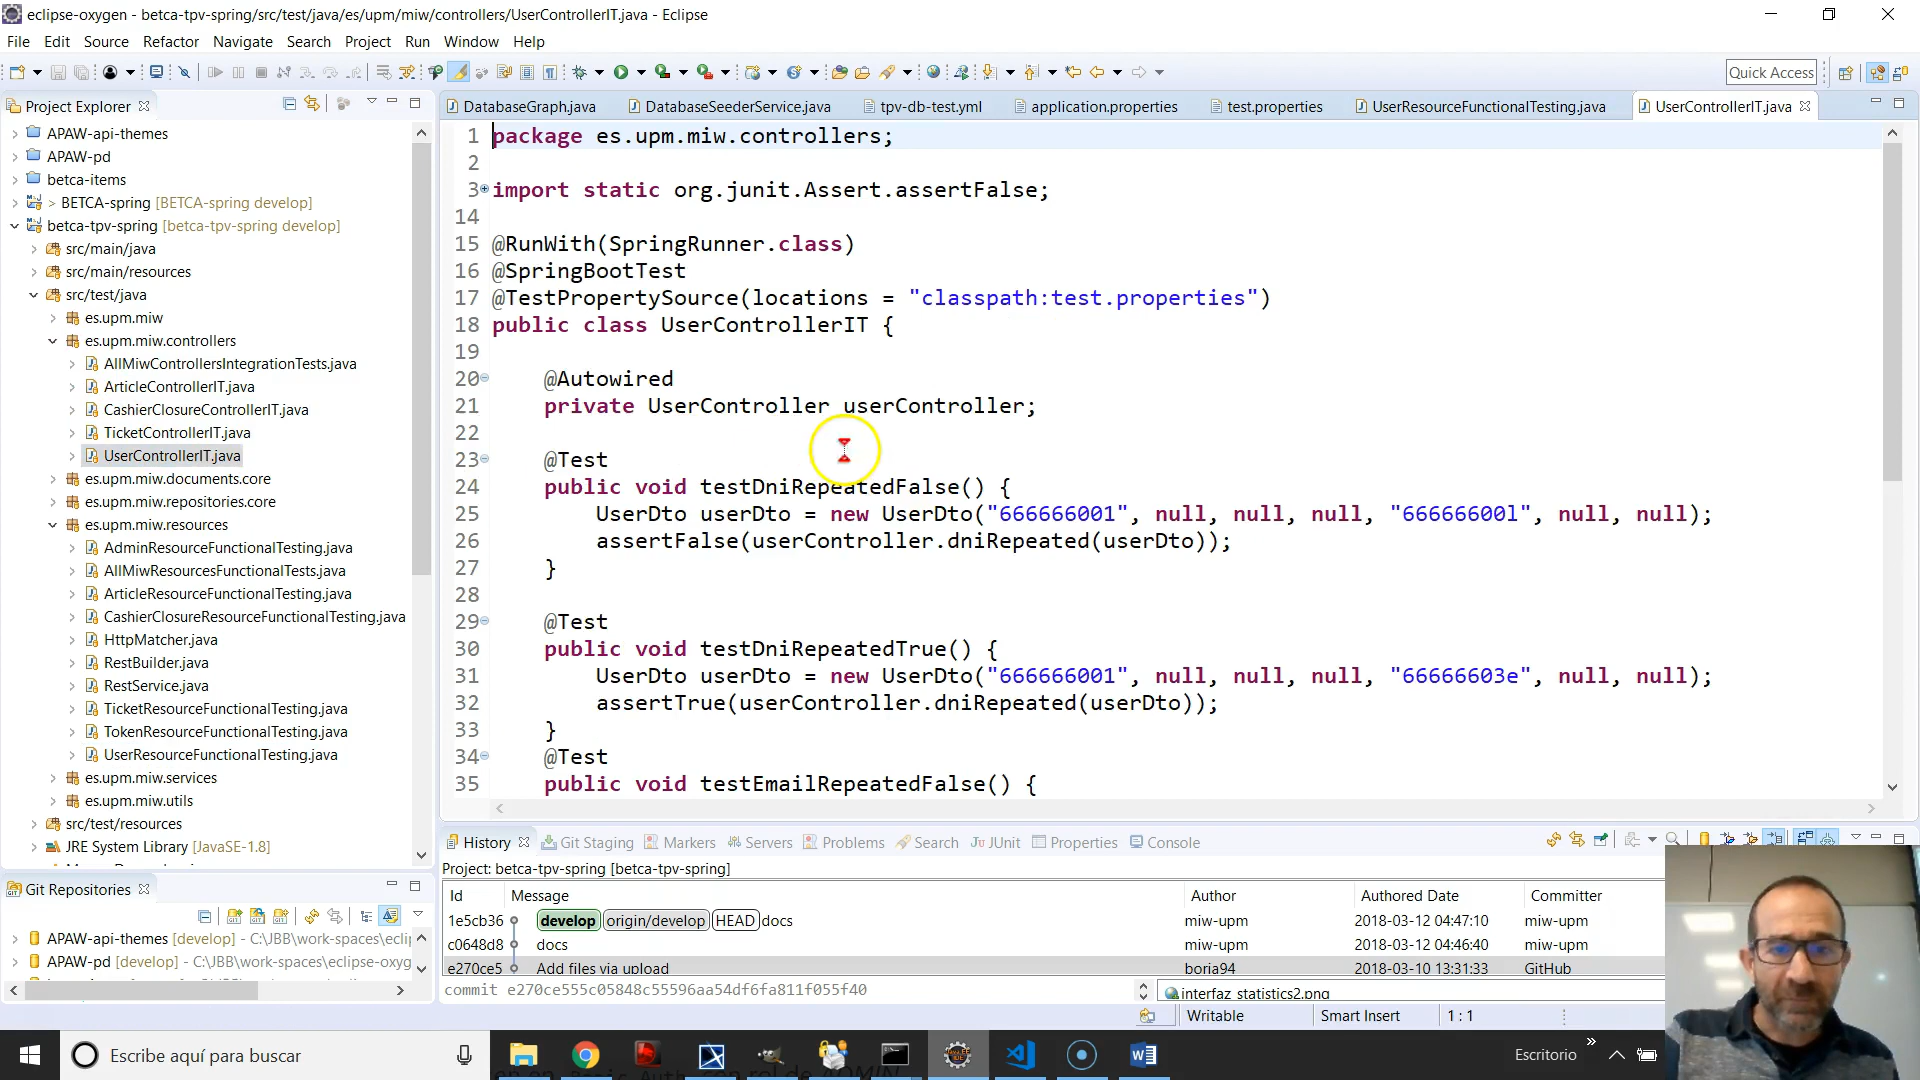 eclipse-oxygen - betca-tpv-spring/src/test/java/es/upm/miw/controllers/UserControllerIT.java - Eclipse
File Edit Source Refactor Navigate Search Project Run Window Help
Quick Access
Project Explorer
APAW-api-themes
APAW-pd
betca-items
> BETCA-spring [BETCA-spring develop]
betca-tpv-spring [betca-tpv-spring develop]
src/main/java
src/main/resources
src/test/java
es.upm.miw
es.upm.miw.controllers
AllMiwControllersIntegrationTests.java
ArticleControllerIT.java
CashierClosureControllerIT.java
TicketControllerIT.java
UserControllerIT.java
es.upm.miw.documents.core
es.upm.miw.repositories.core
es.upm.miw.resources
AdminResourceFunctionalTesting.java
AllMiwResourcesFunctionalTests.java
ArticleResourceFunctionalTesting.java
CashierClosureResourceFunctionalTesting.java
HttpMatcher.java
RestBuilder.java
RestService.java
TicketResourceFunctionalTesting.java
TokenResourceFunctionalTesting.java
UserResourceFunctionalTesting.java
es.upm.miw.services
es.upm.miw.utils
src/test/resources
JRE System Library [JavaSE-1.8]
Git Repositories
APAW-api-themes [develop] - C:\JBB\work-spaces\ecli
APAW-pd [develop] - C:\JBB\work-spaces\eclipse-oxyg
DatabaseGraph.java DatabaseSeederService.java tpv-db-test.yml application.properties test.properties UserResourceFunctionalTesting.java UserControllerIT.java
1 package es.upm.miw.controllers;
2
3 import static org.junit.Assert.assertFalse;
14
15 @RunWith(SpringRunner.class)
16 @SpringBootTest
17 @TestPropertySource(locations = "classpath:test.properties")
18 public class UserControllerIT {
19
20 @Autowired
21 private UserController userController;
22
23 @Test
24 public void testDniRepeatedFalse() {
25 UserDto userDto = new UserDto("666666001", null, null, null, "66666600l", null, null);
26 assertFalse(userController.dniRepeated(userDto));
27 }
28
29 @Test
30 public void testDniRepeatedTrue() {
31 UserDto userDto = new UserDto("666666001", null, null, null, "66666603e", null, null);
32 assertTrue(userController.dniRepeated(userDto));
33 }
34 @Test
35 public void testEmailRepeatedFalse() {
History Git Staging Markers Servers Problems Search JUnit Properties Console
Project: betca-tpv-spring [betca-tpv-spring]
Id Message Author Authored Date Committer
1e5cb36 develop origin/develop HEAD docs miw-upm 2018-03-12 04:47:10 miw-upm
c0648d8 docs miw-upm 2018-03-12 04:46:40 miw-upm
e270ce5 Add files via upload borja94 2018-03-10 13:31:33 GitHub
commit e270ce555c05848c55596aa54df6fa811f055f40
interfaz_statistics2.png
Writable Smart Insert 1 : 1
Escribe aquí para buscar
Escritorio